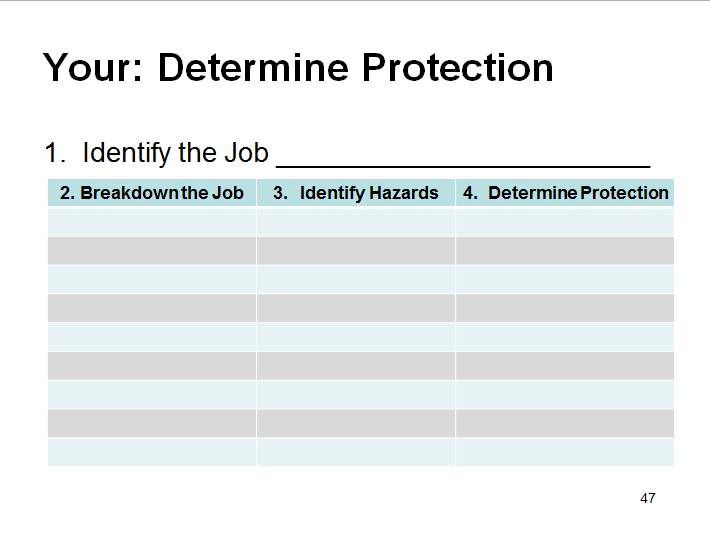 Your: Determine Protection
1. Identify the Job ________________________
2. Breakdown the Job 3. Identify Hazards 4. Determine Protection
47